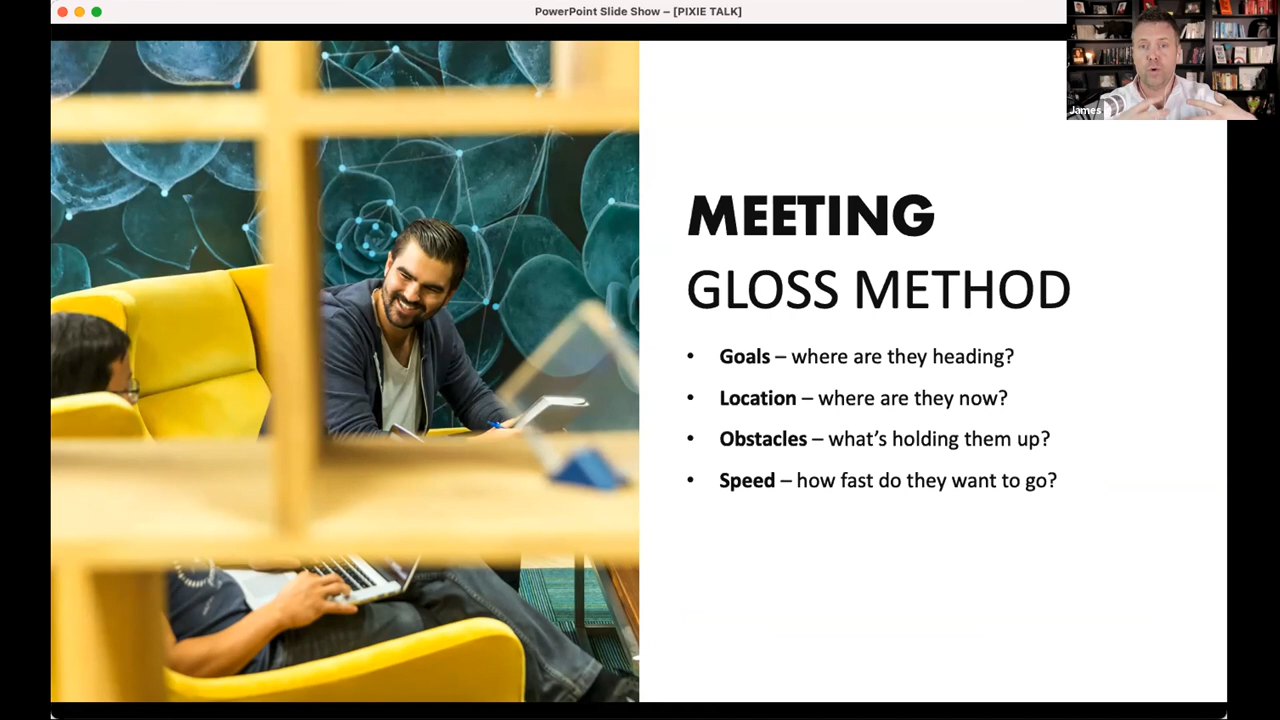 PowerPoint Slide Show – [PIXIE TALK]
James
MEETING
GLOSS METHOD
• Goals – where are they heading?
• Location – where are they now?
• Obstacles – what’s holding them up?
• Speed – how fast do they want to go?